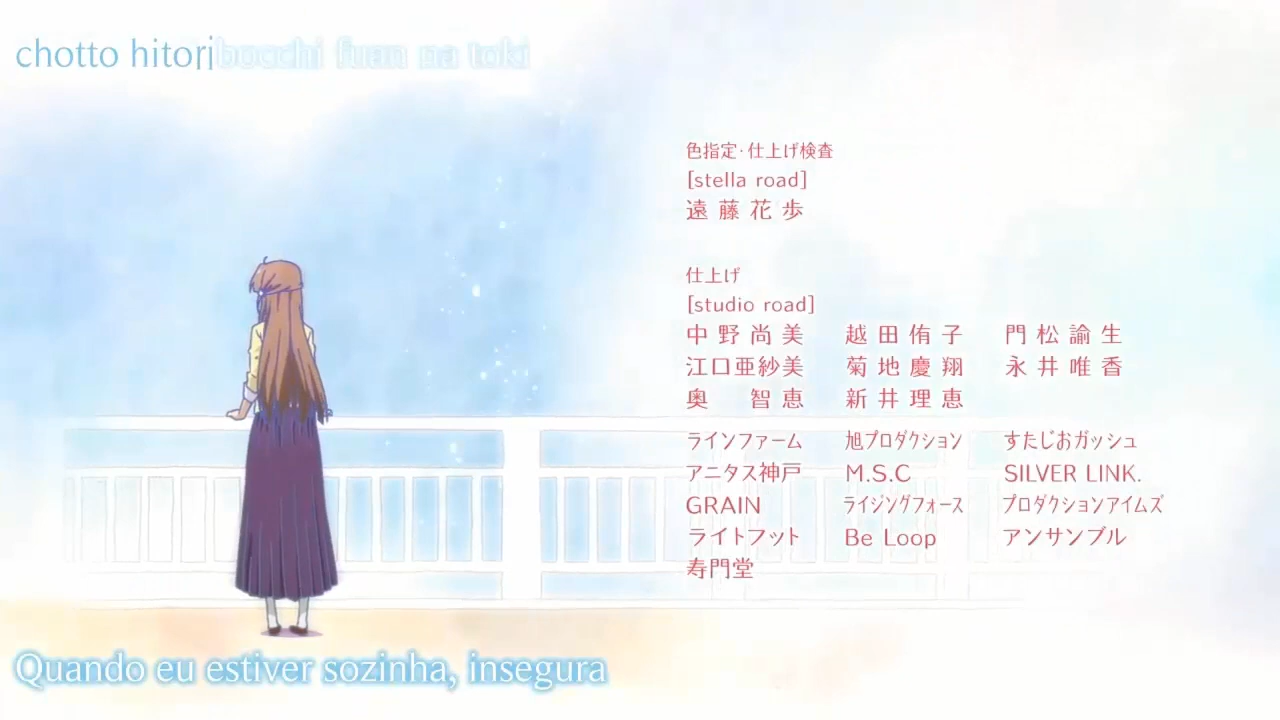 chotto hitoribocchi fuan na toki
色指定・仕上げ検査
[stella road]
遠藤花歩
仕上げ
[studio road]
中野尚美 越田侑子 門松諭生
江口亜紗美 菊地慶翔 永井唯香
奥 智恵 新井理恵
ラインファーム 旭プロダクション すたじおガッシュ
アニタス神戸 M.S.C SILVER LINK.
GRAIN ライジングフォース プロダクションアイムズ
ライトフット Be Loop アンサンブル
寿門堂
Quando eu estiver sozinha, insegura